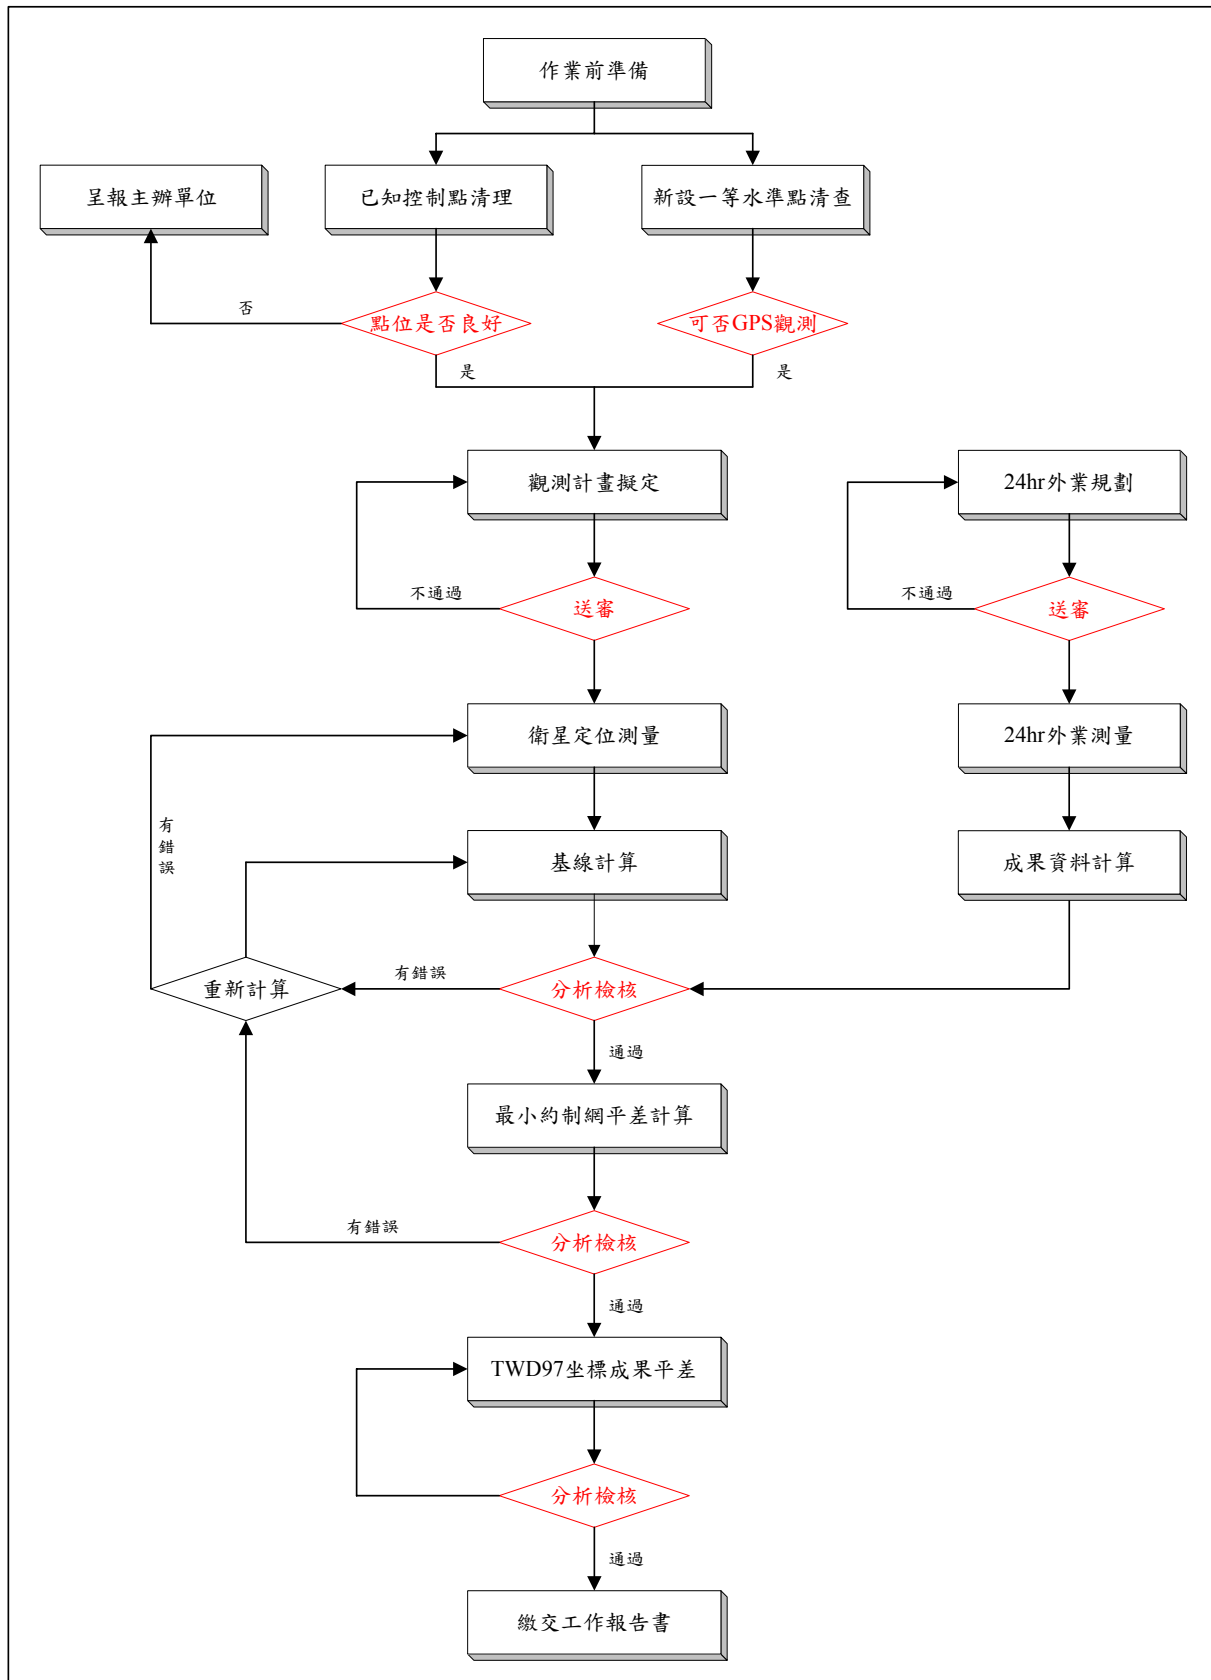 作業前準備
呈報主辦單位
已知控制點清理
新設一等水準點清查
否
點位是否良好
可否GPS觀測
是
是
觀測計畫擬定
24hr外業規劃
不通過
送審
不通過
送審
衛星定位測量
24hr外業測量
有
錯
誤
基線計算
成果資料計算
重新計算
有錯誤
分析檢核
通過
最小約制網平差計算
有錯誤
分析檢核
通過
TWD97坐標成果平差
分析檢核
通過
繳交工作報告書